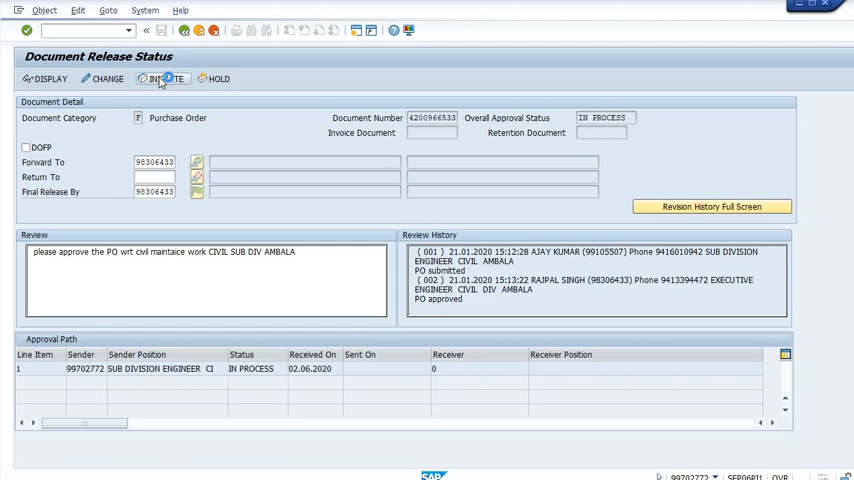 Object Edit Goto System Help
Document Release Status
DISPLAY CHANGE HOLD
Document Detail
Document Category F Purchase Order Document Number 4200966533 Overall Approval Status IN PROCESS
Invoice Document Retention Document
DOFP
Forward To 98306433
Return To
Final Release By 98306433
Revision History Full Screen
Review Review History
please approve the PO wrt civil maintaice work CIVIL SUB DIV AMBALA
( 001 ) 21.01.2020 15:12:28 AJAY KUMAR (99105507) Phone 9416010942 SUB DIVISION
ENGINEER CIVIL AMBALA
PO submitted
( 002 ) 21.01.2020 15:13:22 RAJPAL SINGH (98306433) Phone 9413394472 EXECUTIVE
ENGINEER CIVIL DIV AMBALA
PO approved
Approval Path
Line Item Sender Sender Position Status Received On Sent On Receiver Receiver Position
1 99702772 SUB DIVISION ENGINEER CI IN PROCESS 02.06.2020 0
SAP 99702772 SEP06PI1 OVR